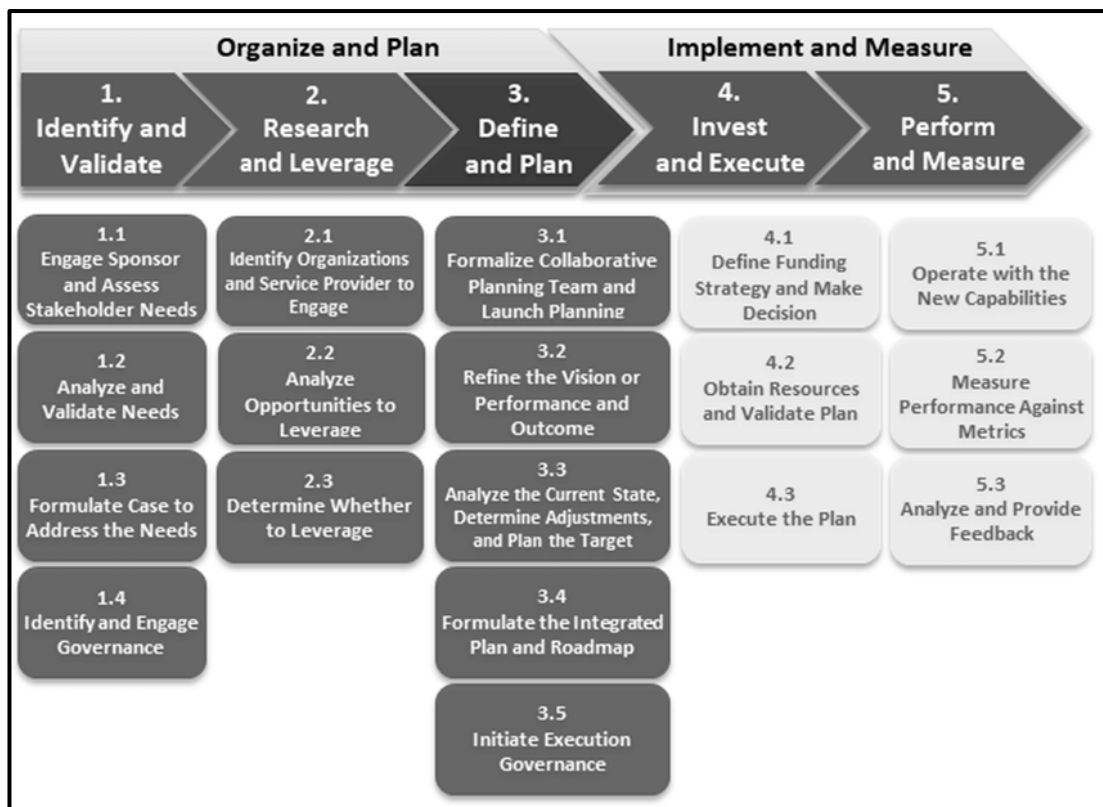 Organize and Plan
Implement and Measure
1.
Identify and
Validate
2.
Research
and Leverage
3.
Define
and Plan
4.
Invest
and Execute
5.
Perform
and Measure
1.1
Engage Sponsor
and Assess
Stakeholder Needs
1.2
Analyze and
Validate Needs
1.3
Formulate Case to
Address the Needs
1.4
Identify and Engage
Governance
2.1
Identify Organizations
and Service Provider to
Engage
2.2
Analyze
Opportunities to
Leverage
2.3
Determine Whether
to Leverage
3.1
Formalize Collaborative
Planning Team and
Launch Planning
3.2
Refine the Vision or
Performance and
Outcome
3.3
Analyze the Current State,
Determine Adjustments,
and Plan the Target
3.4
Formulate the Integrated
Plan and Roadmap
3.5
Initiate Execution
Governance
4.1
Define Funding
Strategy and Make
Decision
4.2
Obtain Resources
and Validate Plan
4.3
Execute the Plan
5.1
Operate with the
New Capabilities
5.2
Measure
Performance Against
Metrics
5.3
Analyze and Provide
Feedback